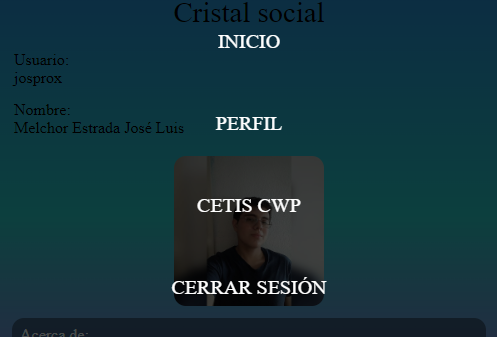 Cristal social
INICIO
Usuario:
josprox
Nombre:
Melchor Estrada José Luis
PERFIL
CETIS CWP
CERRAR SESIÓN
Acerca de: